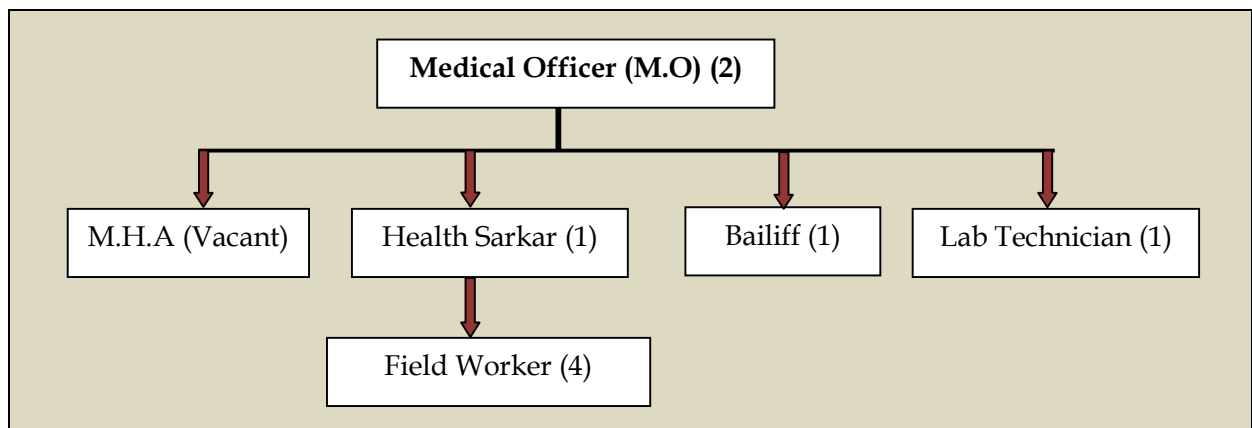 Medical Officer (M.O) (2)
M.H.A (Vacant)
Health Sarkar (1)
Bailiff (1)
Lab Technician (1)
Field Worker (4)